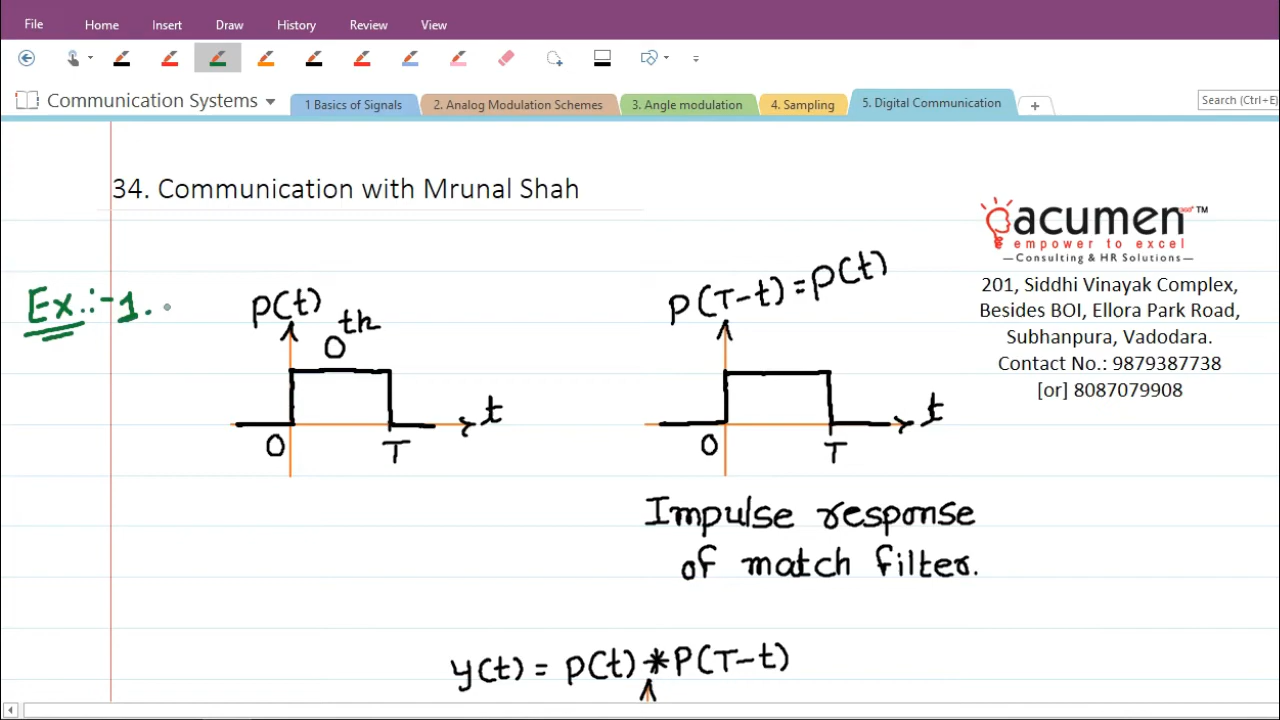 File Home Insert Draw History Review View
Communication Systems 1 Basics of Signals 2. Analog Modulation Schemes 3. Angle modulation 4. Sampling 5. Digital Communication + Search (Ctrl+E)
34. Communication with Mrunal Shah
acumen TM
empower to excel
—Consulting & HR Solutions—
201, Siddhi Vinayak Complex,
Besides BOI, Ellora Park Road,
Subhanpura, Vadodara.
Contact No.: 9879387738
[or] 8087079908
Ex.:-1.
P(t)
0th
t
0 T
P(T-t)=P(t)
t
0 T
Impulse response
of match filter.
y(t) = P(t)*P(T-t)